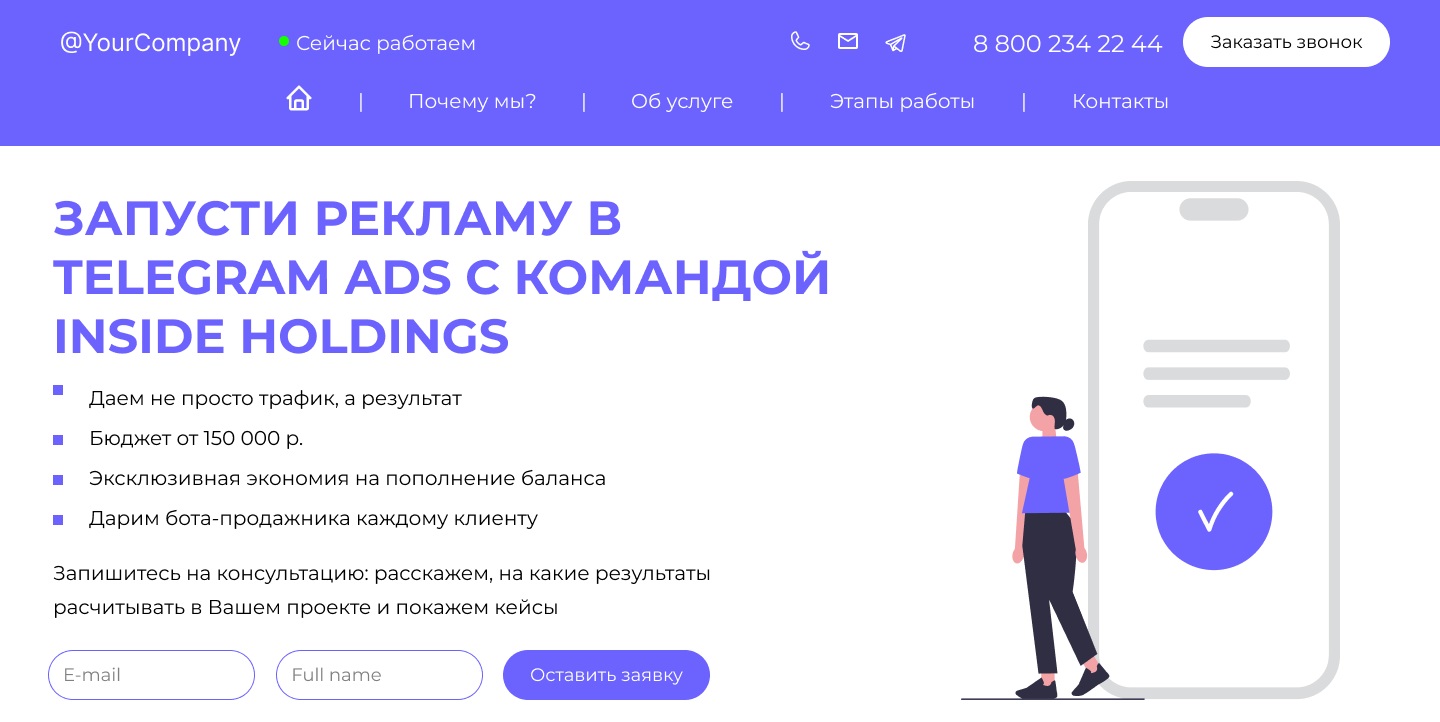 @YourCompany
Сейчас работаем
8 800 234 22 44
Заказать звонок
| Почему мы? | Об услуге | Этапы работы | Контакты
ЗАПУСТИ РЕКЛАМУ В
TELEGRAM ADS С КОМАНДОЙ
INSIDE HOLDINGS
Даем не просто трафик, а результат
Бюджет от 150 000 р.
Эксклюзивная экономия на пополнение баланса
Дарим бота-продажника каждому клиенту
Запишитесь на консультацию: расскажем, на какие результаты
расчитывать в Вашем проекте и покажем кейсы
E-mail
Full name
Оставить заявку